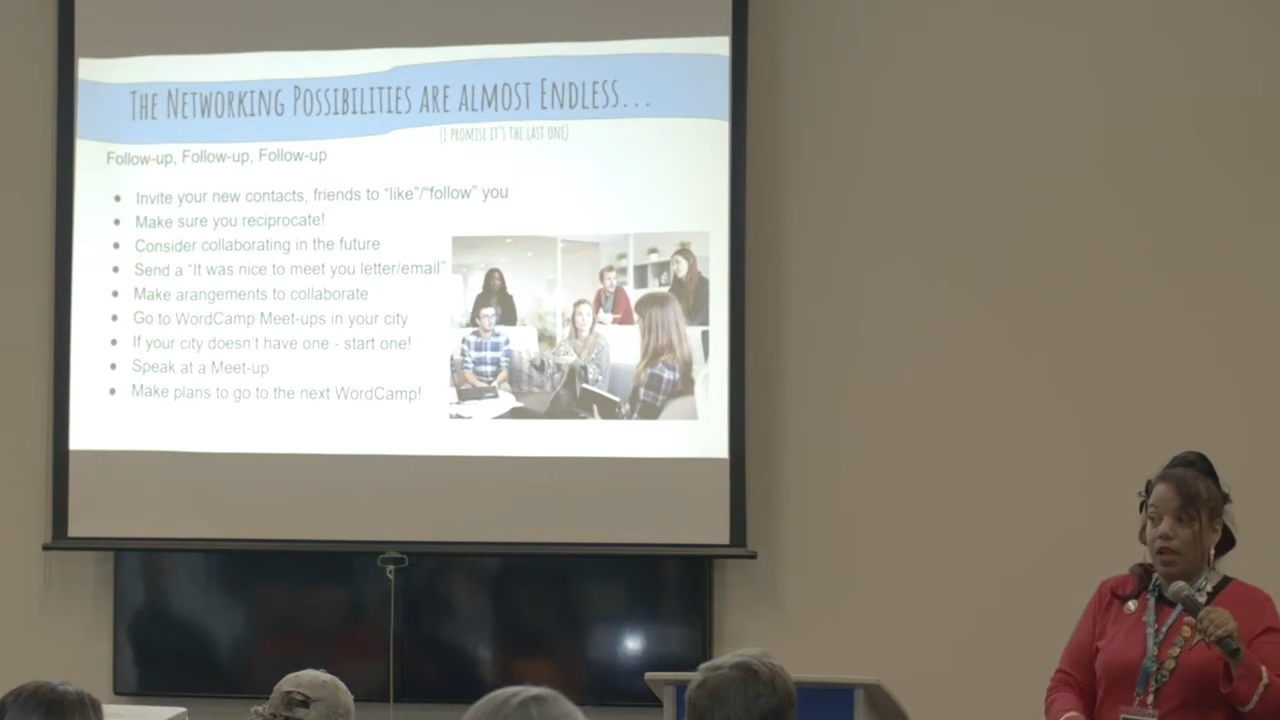 The Networking Possibilities are almost Endless...
(I promise it's the last one)
Follow-up, Follow-up, Follow-up
• Invite your new contacts, friends to “like”/“follow” you
• Make sure you reciprocate!
• Consider collaborating in the future
• Send a “It was nice to meet you letter/email”
• Make arangements to collaborate
• Go to WordCamp Meet-ups in your city
• If your city doesn't have one - start one!
• Speak at a Meet-up
• Make plans to go to the next WordCamp!